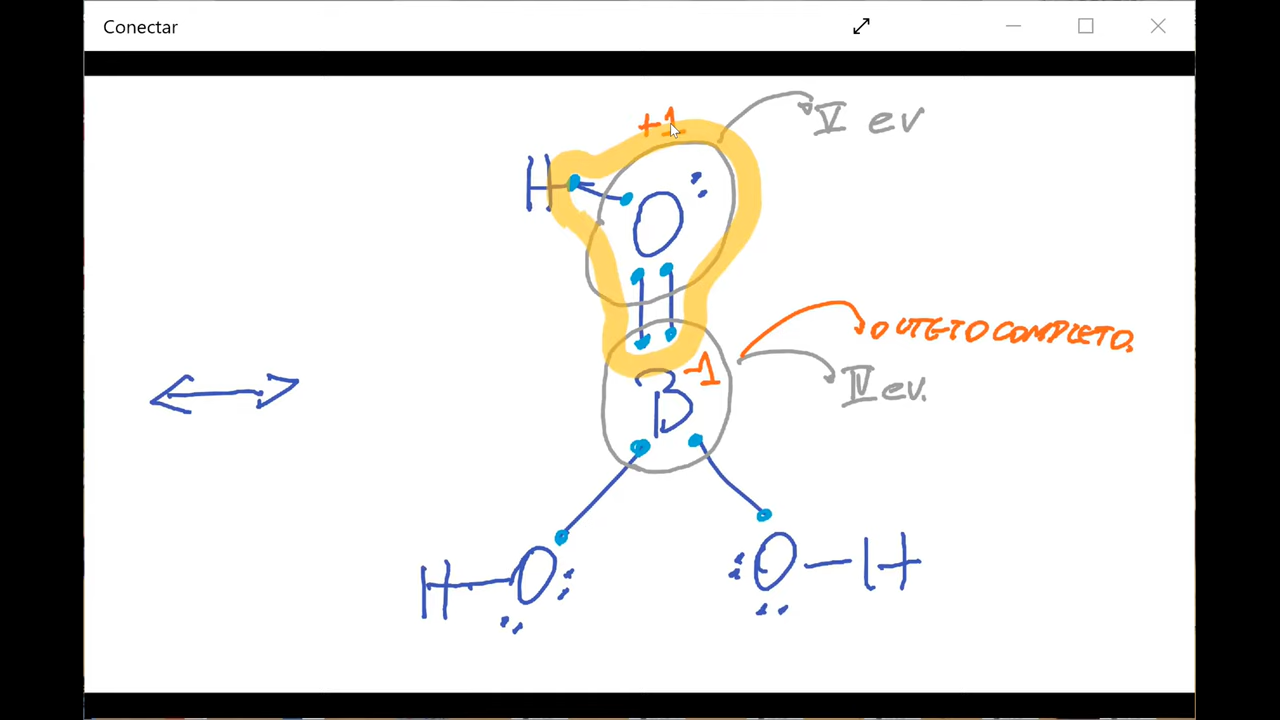 Conectar
+1
V ev
H
O
OCTETO COMPLETO.
-1
IV ev.
B
H O O H